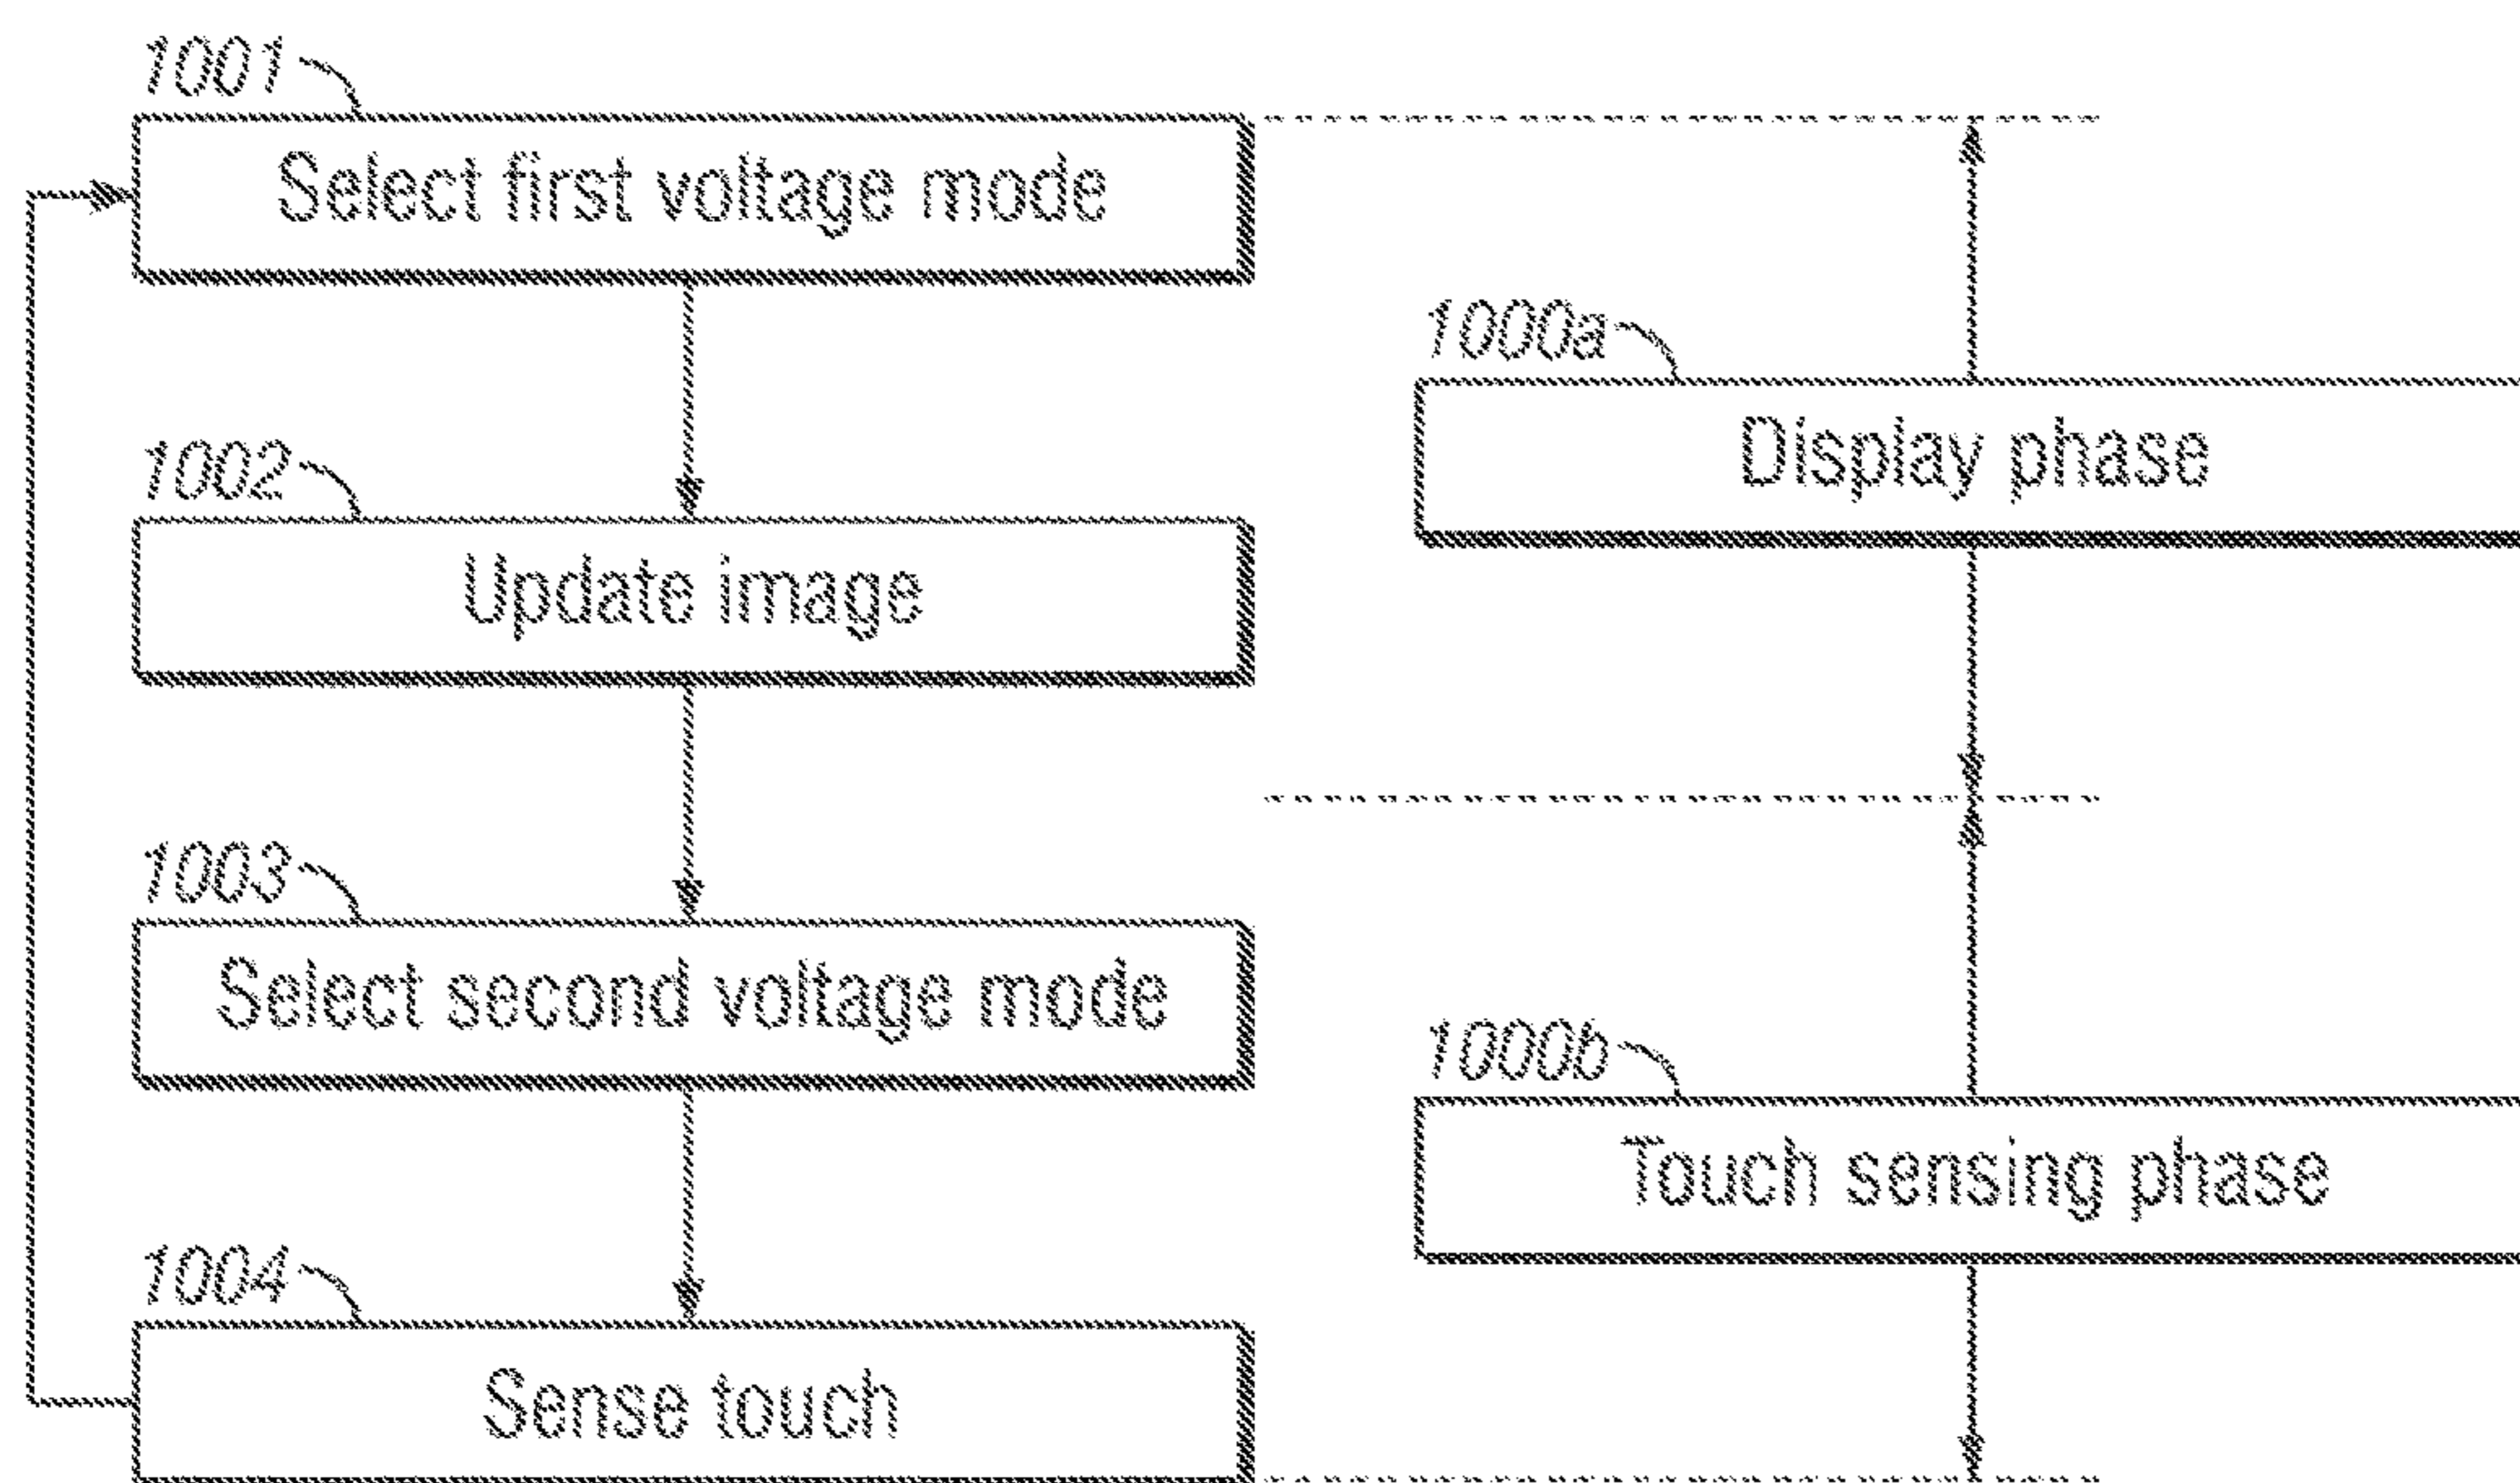 1001
Select first voltage mode
1000a
Display phase
1002
Update image
1003
Select second voltage mode
1000b
Touch sensing phase
1004
Sense touch